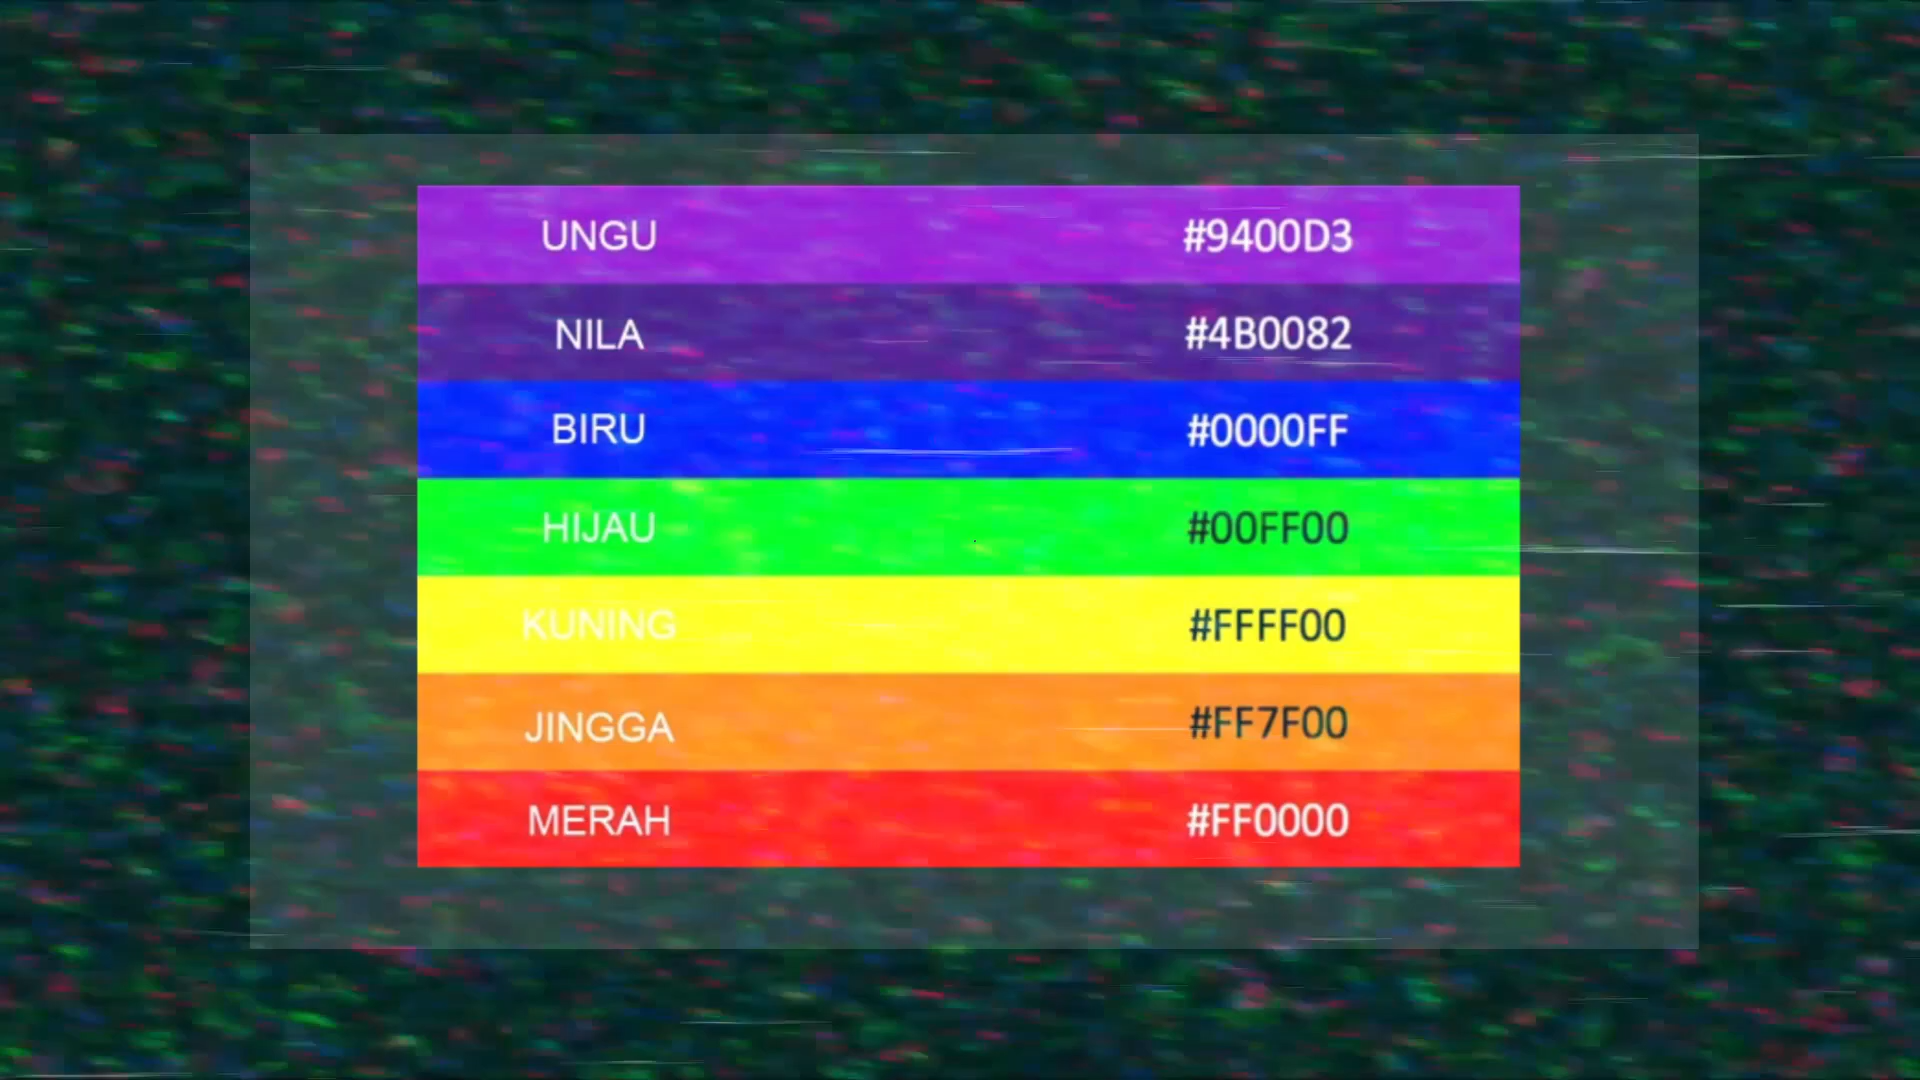 UNGU #9400D3
NILA #4B0082
BIRU #0000FF
HIJAU #00FF00
KUNING #FFFF00
JINGGA #FF7F00
MERAH #FF0000